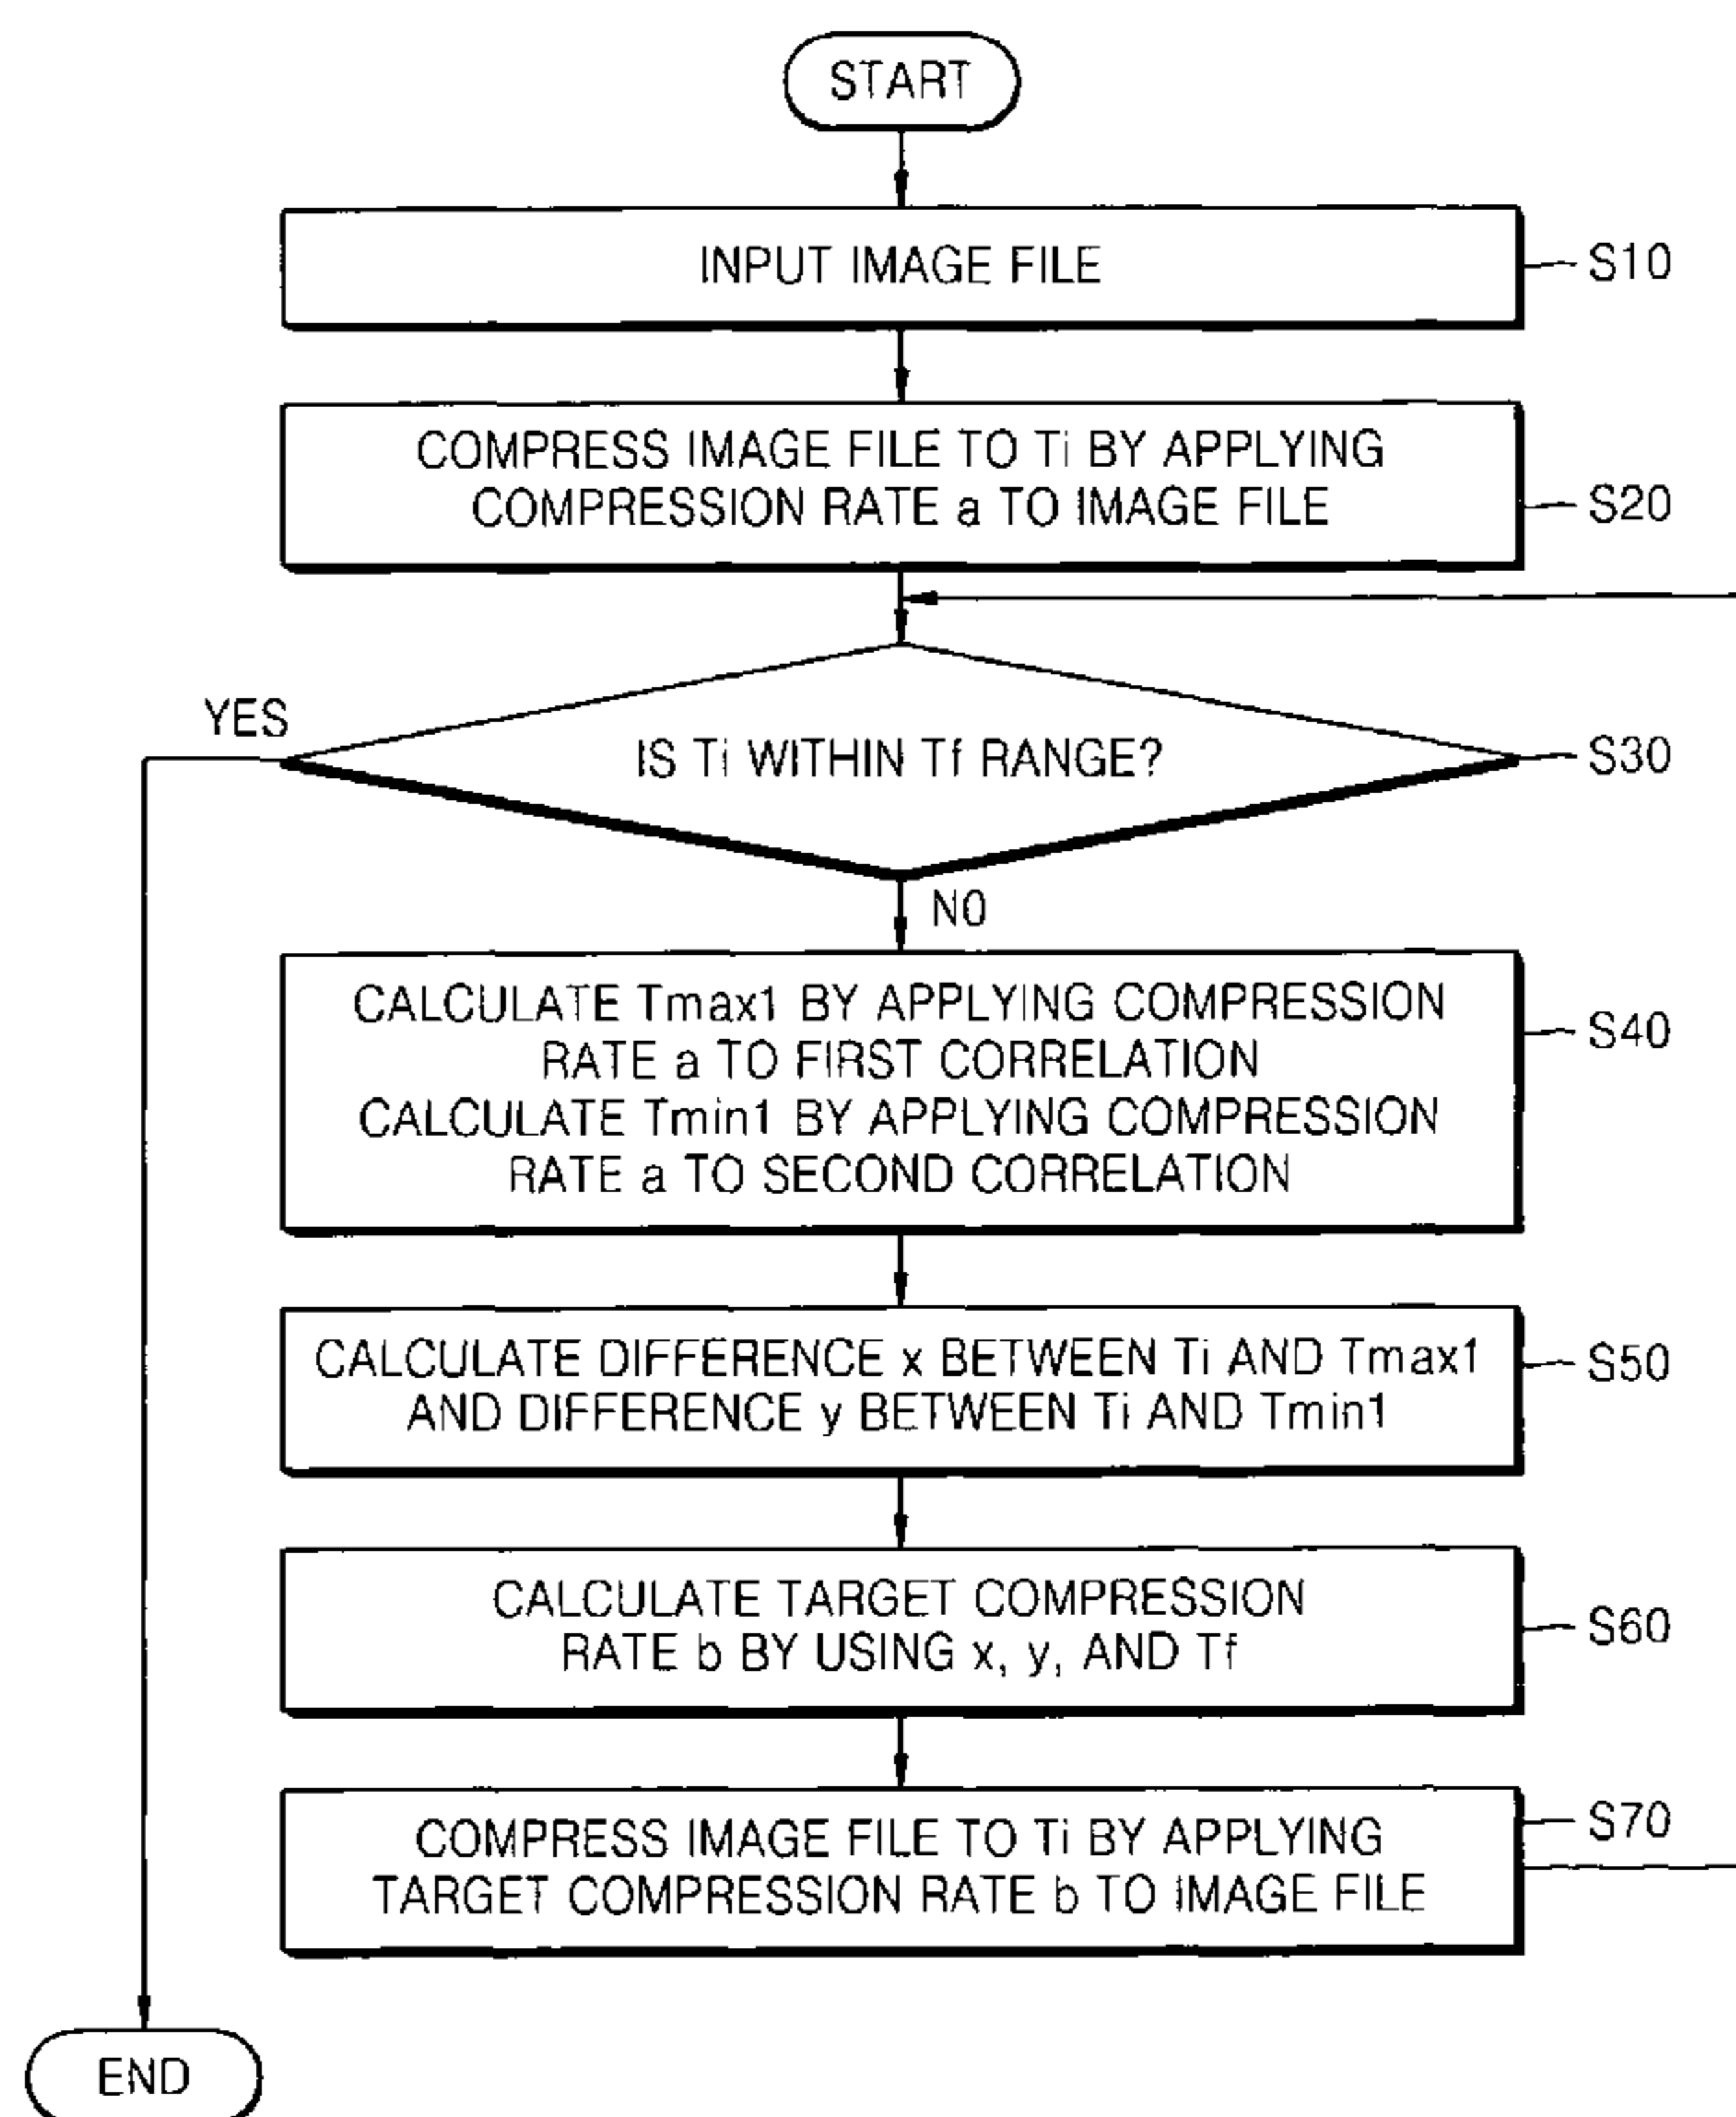 START
INPUT IMAGE FILE
S10
COMPRESS IMAGE FILE TO Ti BY APPLYING
COMPRESSION RATE a TO IMAGE FILE
S20
YES
IS Ti WITHIN Tf RANGE?
S30
NO
CALCULATE Tmax1 BY APPLYING COMPRESSION
RATE a TO FIRST CORRELATION
CALCULATE Tmin1 BY APPLYING COMPRESSION
RATE a TO SECOND CORRELATION
S40
CALCULATE DIFFERENCE x BETWEEN Ti AND Tmax1
AND DIFFERENCE y BETWEEN Ti AND Tmin1
S50
CALCULATE TARGET COMPRESSION
RATE b BY USING x, y, AND Tf
S60
COMPRESS IMAGE FILE TO Ti BY APPLYING
TARGET COMPRESSION RATE b TO IMAGE FILE
S70
END